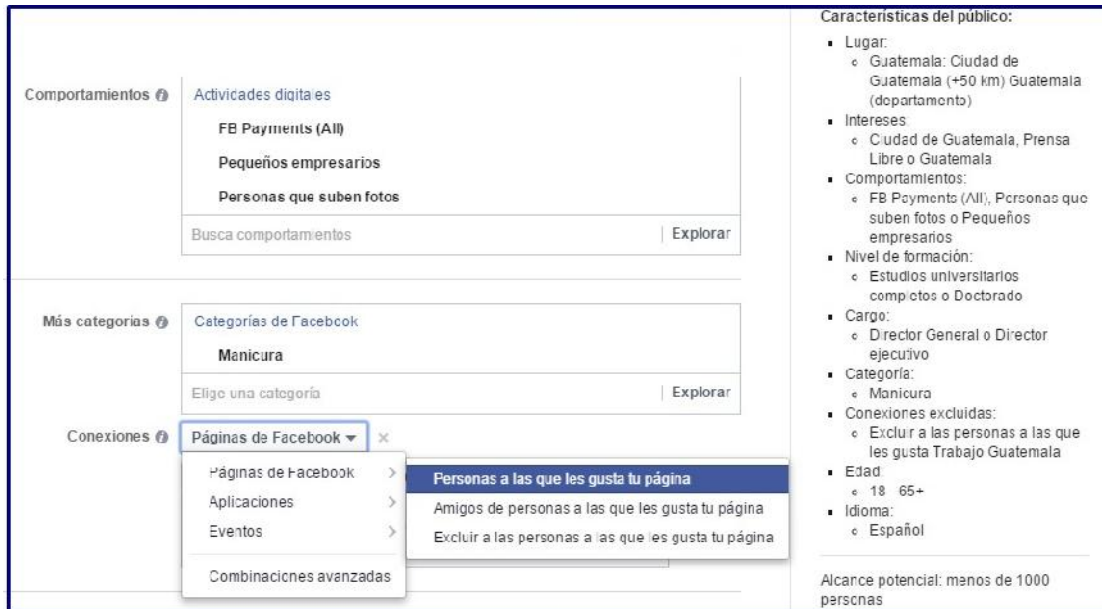 Comportamientos
Actividades digitales
FB Payments (All)
Pequeños empresarios
Personas que suben fotos
Busca comportamientos
Explorar
Más categorías
Categorías de Facebook
Manicura
Elige una categoría
Explorar
Conexiones
Páginas de Facebook
Páginas de Facebook
Aplicaciones
Eventos
Combinaciones avanzadas
Personas a las que les gusta tu página
Amigos de personas a las que les gusta tu página
Excluir a las personas a las que les gusta tu página
Características del público:
Lugar:
Guatemala: Ciudad de
Guatemala (+50 km) Guatemala
(departamento)
Intereses:
Ciudad de Guatemala, Prensa
Libre o Guatemala
Comportamientos:
FB Payments (All), Personas que
suben fotos o Pequeños
empresarios
Nivel de formación:
Estudios universitarios
completos o Doctorado
Cargo:
Director General o Director
ejecutivo
Categoría:
Manicura
Conexiones excluidas:
Excluir a las personas a las que
les gusta Trabajo Guatemala
Edad:
18 65+
Idioma:
Español
Alcance potencial: menos de 1000
personas